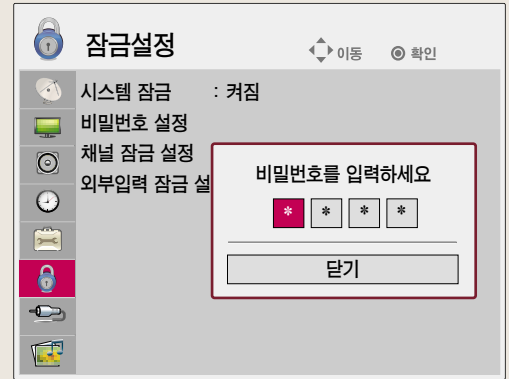 잠금설정
이동 확인
시스템 잠금 : 켜짐
비밀번호 설정
채널 잠금 설정
외부입력 잠금 설
비밀번호를 입력하세요
* * * *
닫기